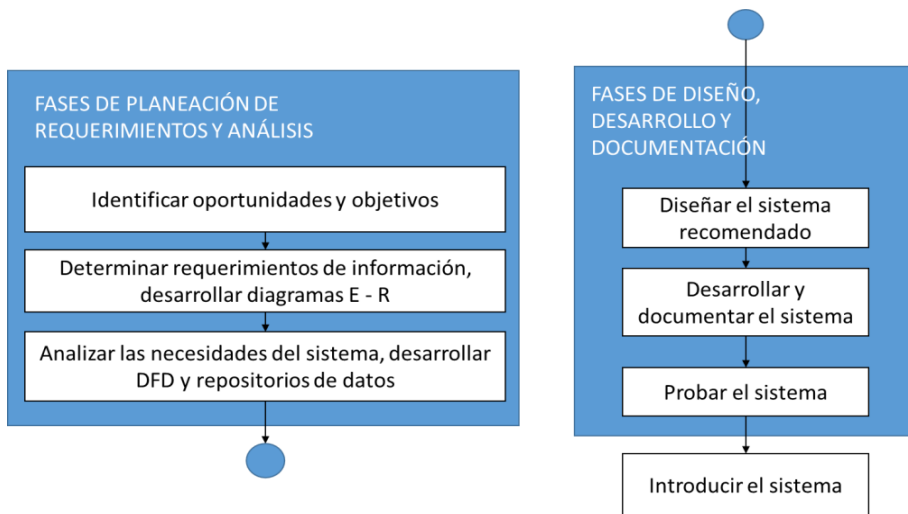 FASES DE PLANEACIÓN DE
REQUERIMIENTOS Y ANÁLISIS
Identificar oportunidades y objetivos
Determinar requerimientos de información,
desarrollar diagramas E - R
Analizar las necesidades del sistema, desarrollar
DFD y repositorios de datos
FASES DE DISEÑO,
DESARROLLO Y
DOCUMENTACIÓN
Diseñar el sistema
recomendado
Desarrollar y
documentar el sistema
Probar el sistema
Introducir el sistema